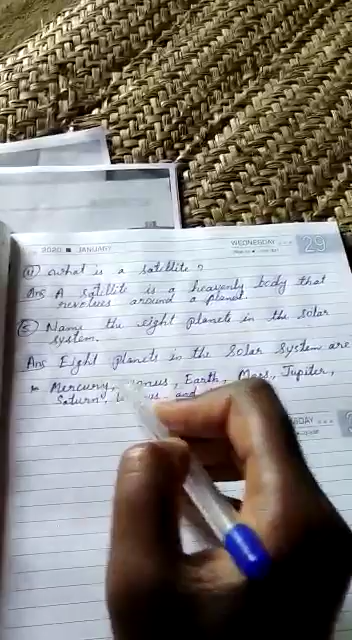 2020 ■ JANUARY
WEDNESDAY
29
4) what is a satellite?
Ans A satllite is a heavenly body that
revolves around a planet.
5) Name the eight planets in the solar
system.
Ans Eight planets in the Solar System are
Mercury, Venus, Earth, Mars, Jupiter,
Saturn, and